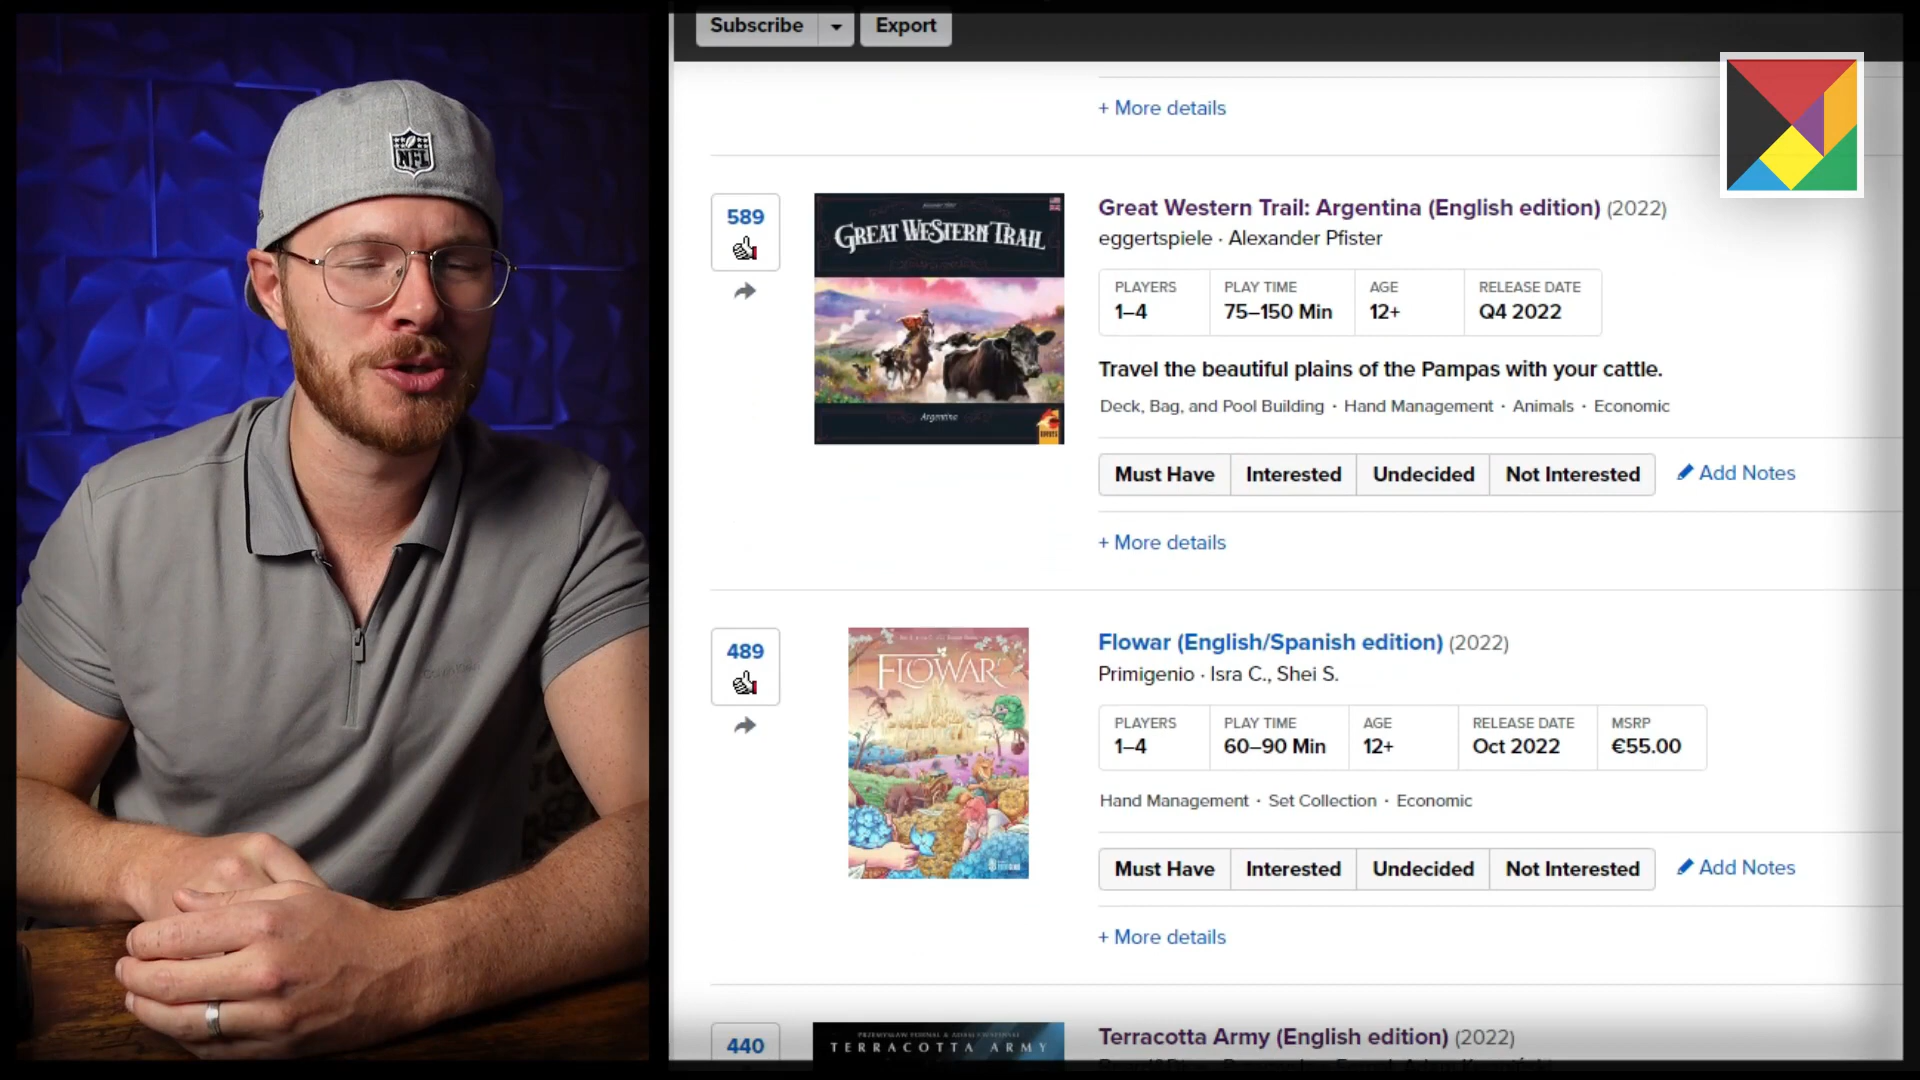 Subscribe
Export
+ More details
NFL
589
GREAT WESTERN TRAIL
Argentina
Great Western Trail: Argentina (English edition) (2022)
eggertspiele · Alexander Pfister
PLAYERS PLAY TIME AGE RELEASE DATE
1–4 75–150 Min 12+ Q4 2022
Travel the beautiful plains of the Pampas with your cattle.
Deck, Bag, and Pool Building · Hand Management · Animals · Economic
Must Have Interested Undecided Not Interested Add Notes
+ More details
489
FLOWAR
Flowar (English/Spanish edition) (2022)
Primigenio · Isra C., Shei S.
PLAYERS PLAY TIME AGE RELEASE DATE MSRP
1–4 60–90 Min 12+ Oct 2022 €55.00
Hand Management · Set Collection · Economic
Must Have Interested Undecided Not Interested Add Notes
+ More details
440
TERRACOTTA ARMY
Terracotta Army (English edition) (2022)